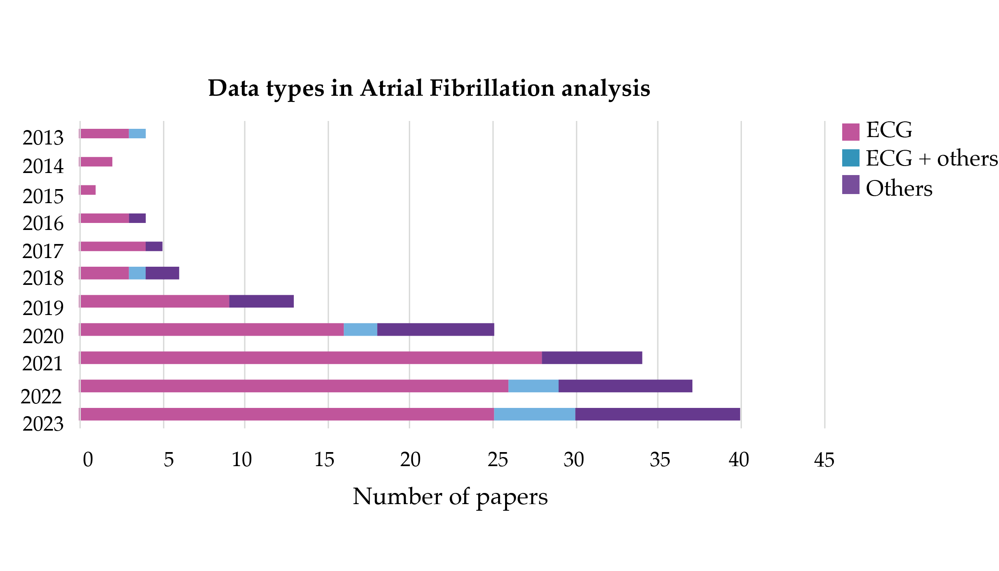 Data types in Atrial Fibrillation analysis
ECG
ECG + others
Others
2013
2014
2015
2016
2017
2018
2019
2020
2021
2022
2023
0 5 10 15 20 25 30 35 40 45
Number of papers